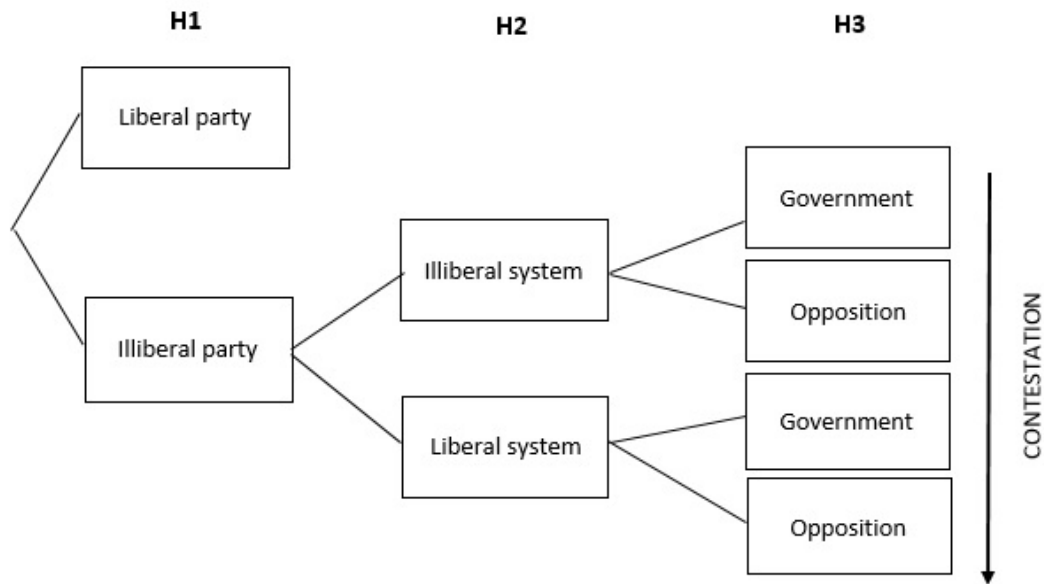 H1
H2
H3
Liberal party
Illiberal party
Illiberal system
Liberal system
Government
Opposition
Government
Opposition
CONTESTATION